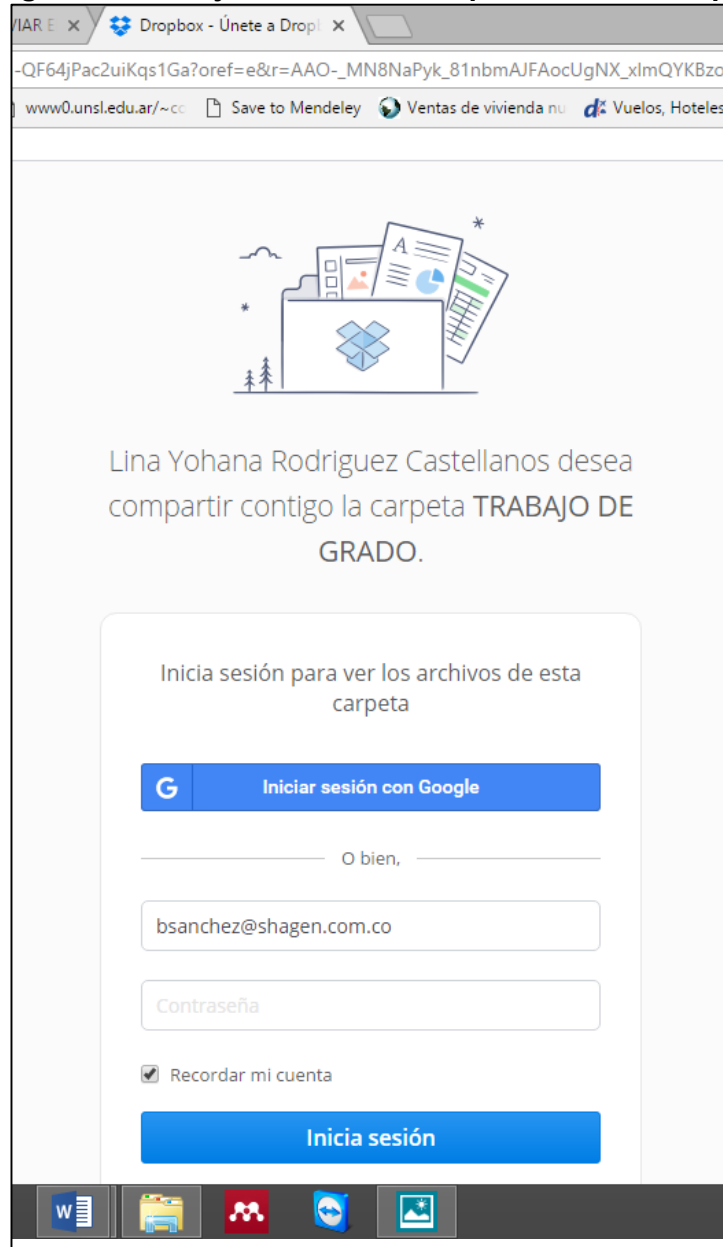 VIAR E
Dropbox - Únete a Dropl
-QF64jPac2uiKqs1Ga?oref=e&r=AAO-_MN8NaPyk_81nbmAJFAocUgNX_xlmQYKBzo
www0.unsl.edu.ar/~cc Save to Mendeley Ventas de vivienda nu Vuelos, Hoteles
A
Lina Yohana Rodriguez Castellanos desea
compartir contigo la carpeta TRABAJO DE
GRADO.
Inicia sesión para ver los archivos de esta
carpeta
G Iniciar sesión con Google
O bien,
bsanchez@shagen.com.co
Contraseña
Recordar mi cuenta
Inicia sesión
W